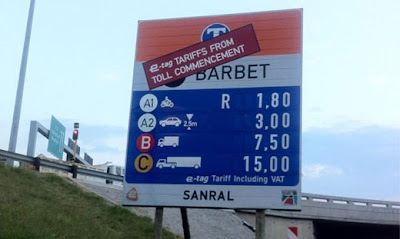 T
e-tag TARIFFS FROM
TOLL COMMENCEMENT
BARBET
A1 R 1.80
A2 2,5m 3,00
B 7,50
C 15,00
e-tag Tariff Including VAT
SANRAL